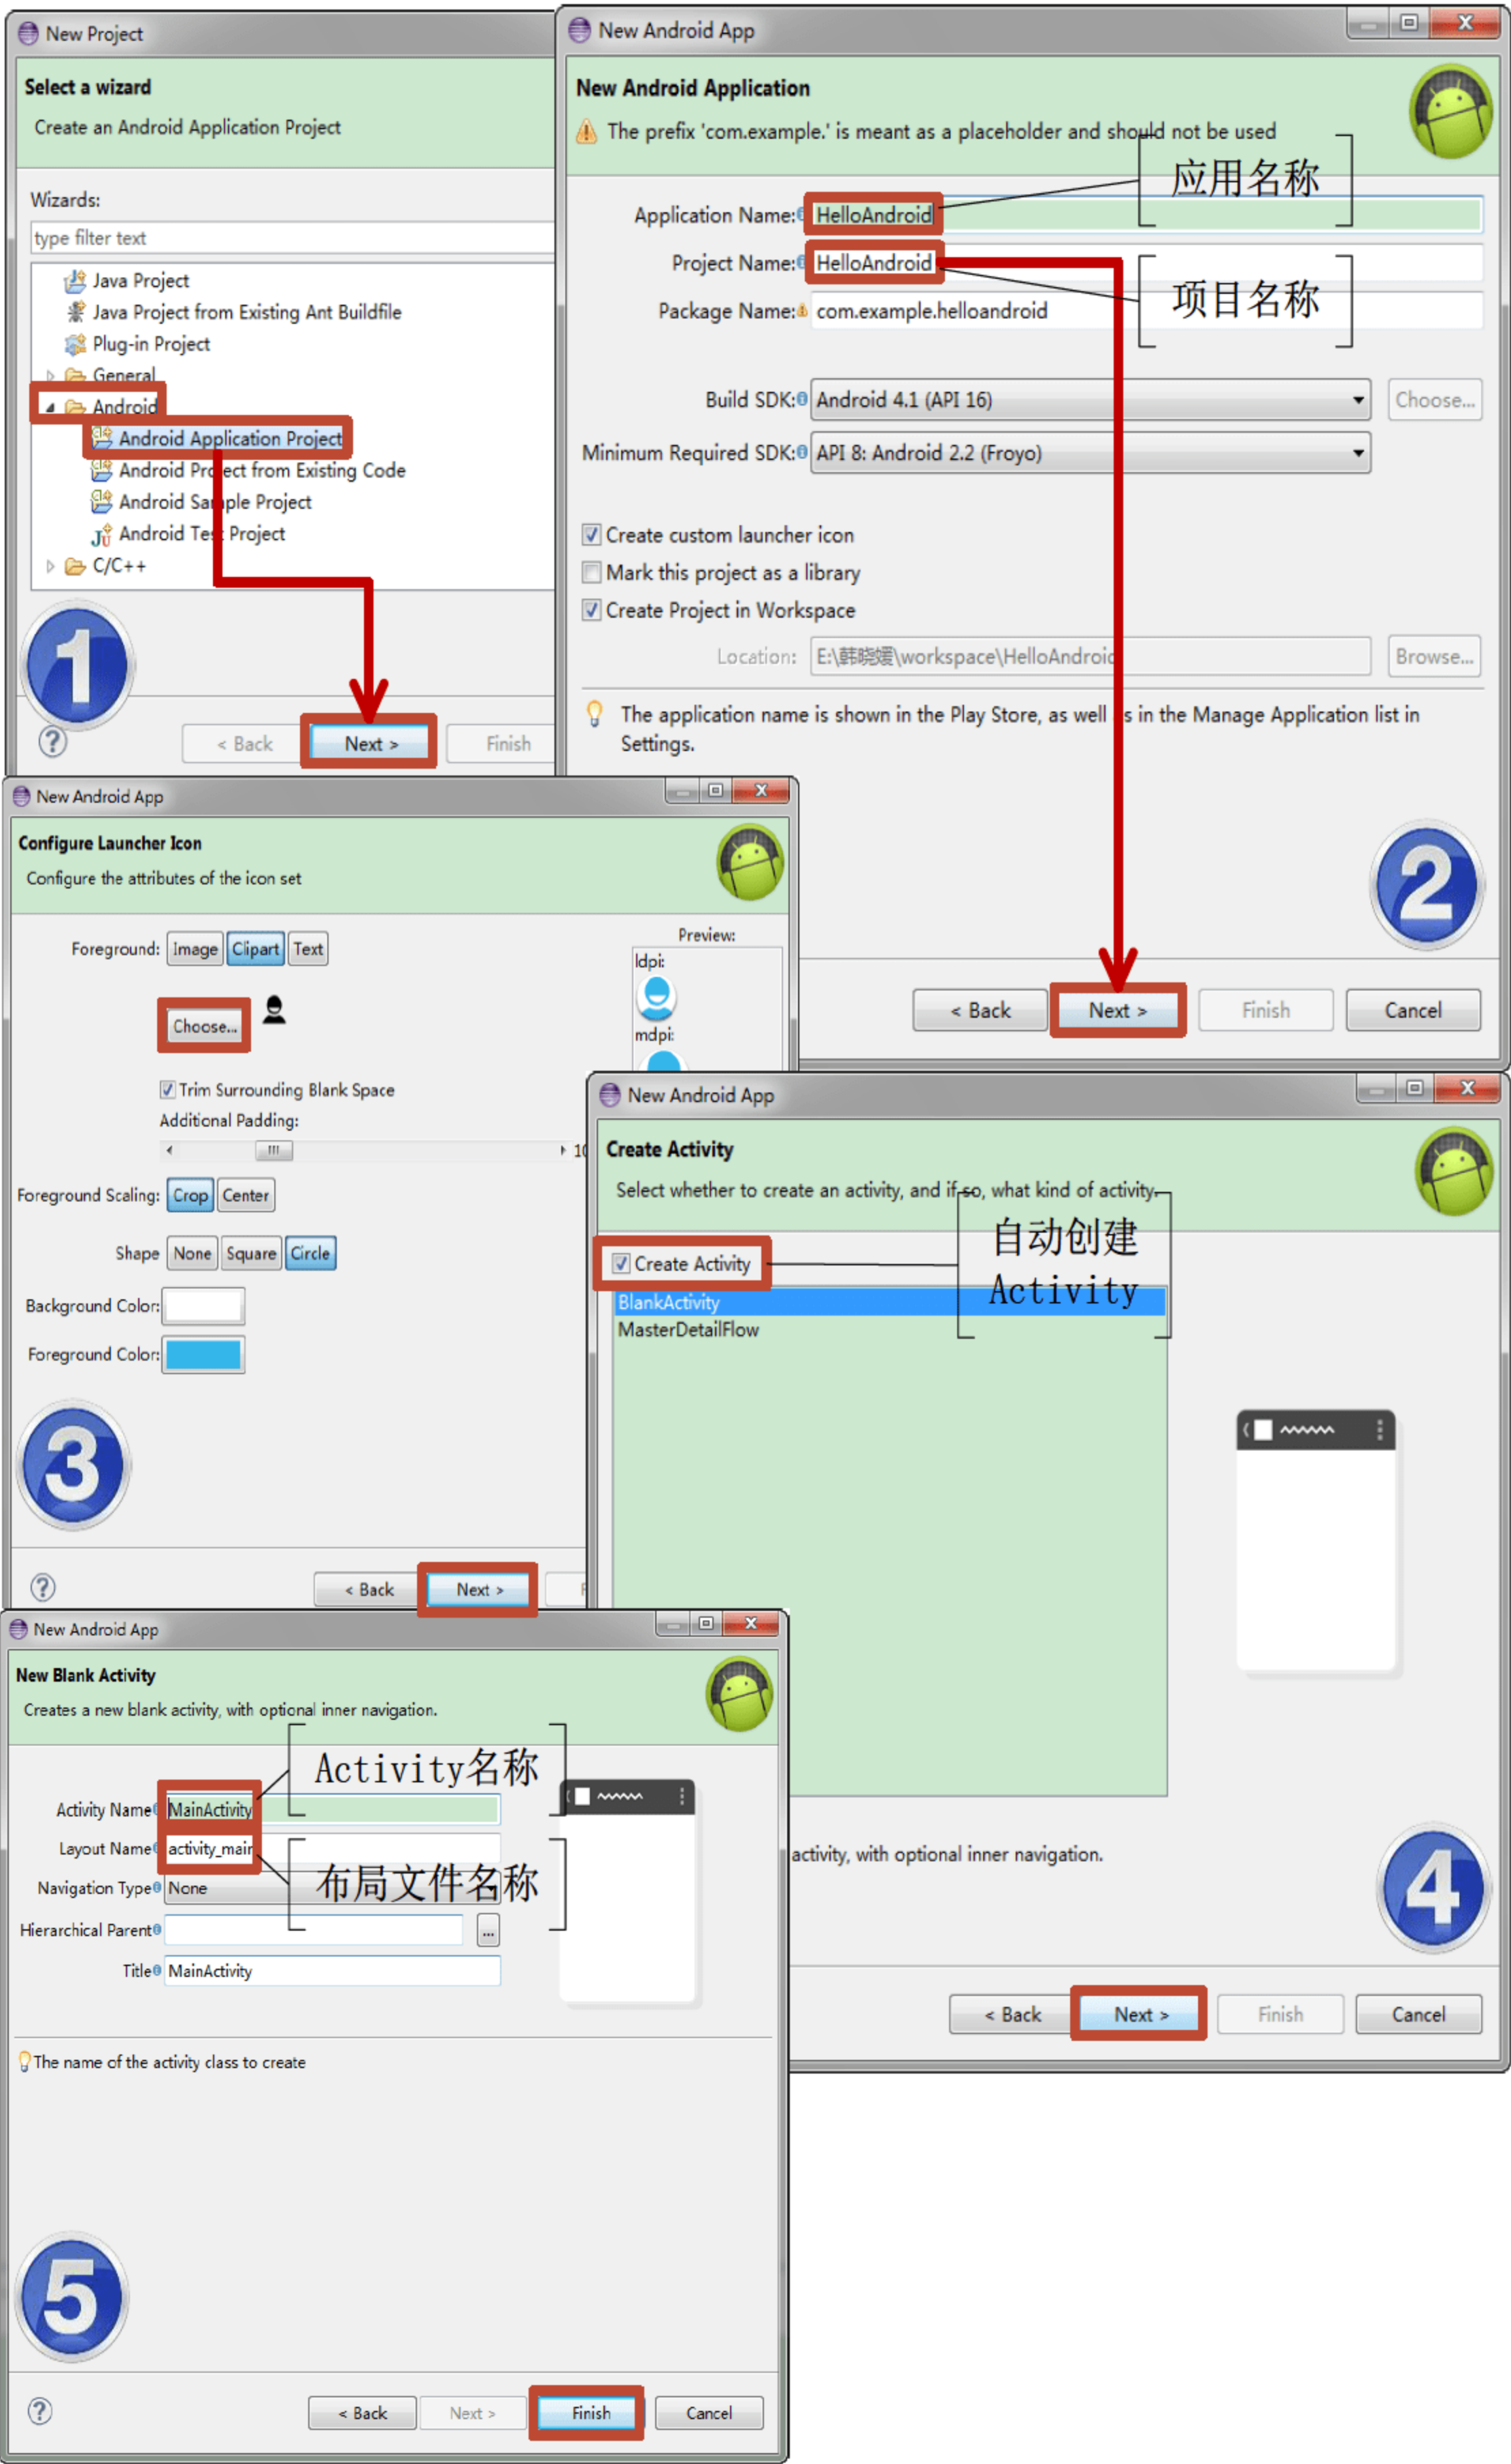 New Project
Select a wizard
Create an Android Application Project
Wizards:
type filter text
Java Project
Java Project from Existing Ant Buildfile
Plug-in Project
General
Android
Android Application Project
Android Project from Existing Code
Android Sample Project
Android Test Project
C/C++
1
< Back
Next >
Finish
New Android App
New Android Application
The prefix 'com.example.' is meant as a placeholder and should not be used
应用名称
Application Name: HelloAndroid
Project Name: HelloAndroid
项目名称
Package Name: com.example.helloandroid
Build SDK: Android 4.1 (API 16) Choose...
Minimum Required SDK: API 8: Android 2.2 (Froyo)
Create custom launcher icon
Mark this project as a library
Create Project in Workspace
Location: E:\韩晓媛\workspace\HelloAndroid Browse...
The application name is shown in the Play Store, as well as in the Manage Application list in
Settings.
2
< Back Next > Finish Cancel
New Android App
Configure Launcher Icon
Configure the attributes of the icon set
Foreground: Image Clipart Text
Preview:
ldpi:
mdpi:
Choose...
Trim Surrounding Blank Space
Additional Padding:
Foreground Scaling: Crop Center
Shape None Square Circle
Background Color:
Foreground Color:
3
< Back Next >
New Android App
Create Activity
Select whether to create an activity, and if so, what kind of activity.
自动创建
Activity
Create Activity
BlankActivity
MasterDetailFlow
activity, with optional inner navigation.
4
< Back Next > Finish Cancel
New Android App
New Blank Activity
Creates a new blank activity, with optional inner navigation.
Activity名称
Activity Name MainActivity
Layout Name activity_main
布局文件名称
Navigation Type None
Hierarchical Parent ...
Title MainActivity
The name of the activity class to create
5
< Back Next > Finish Cancel